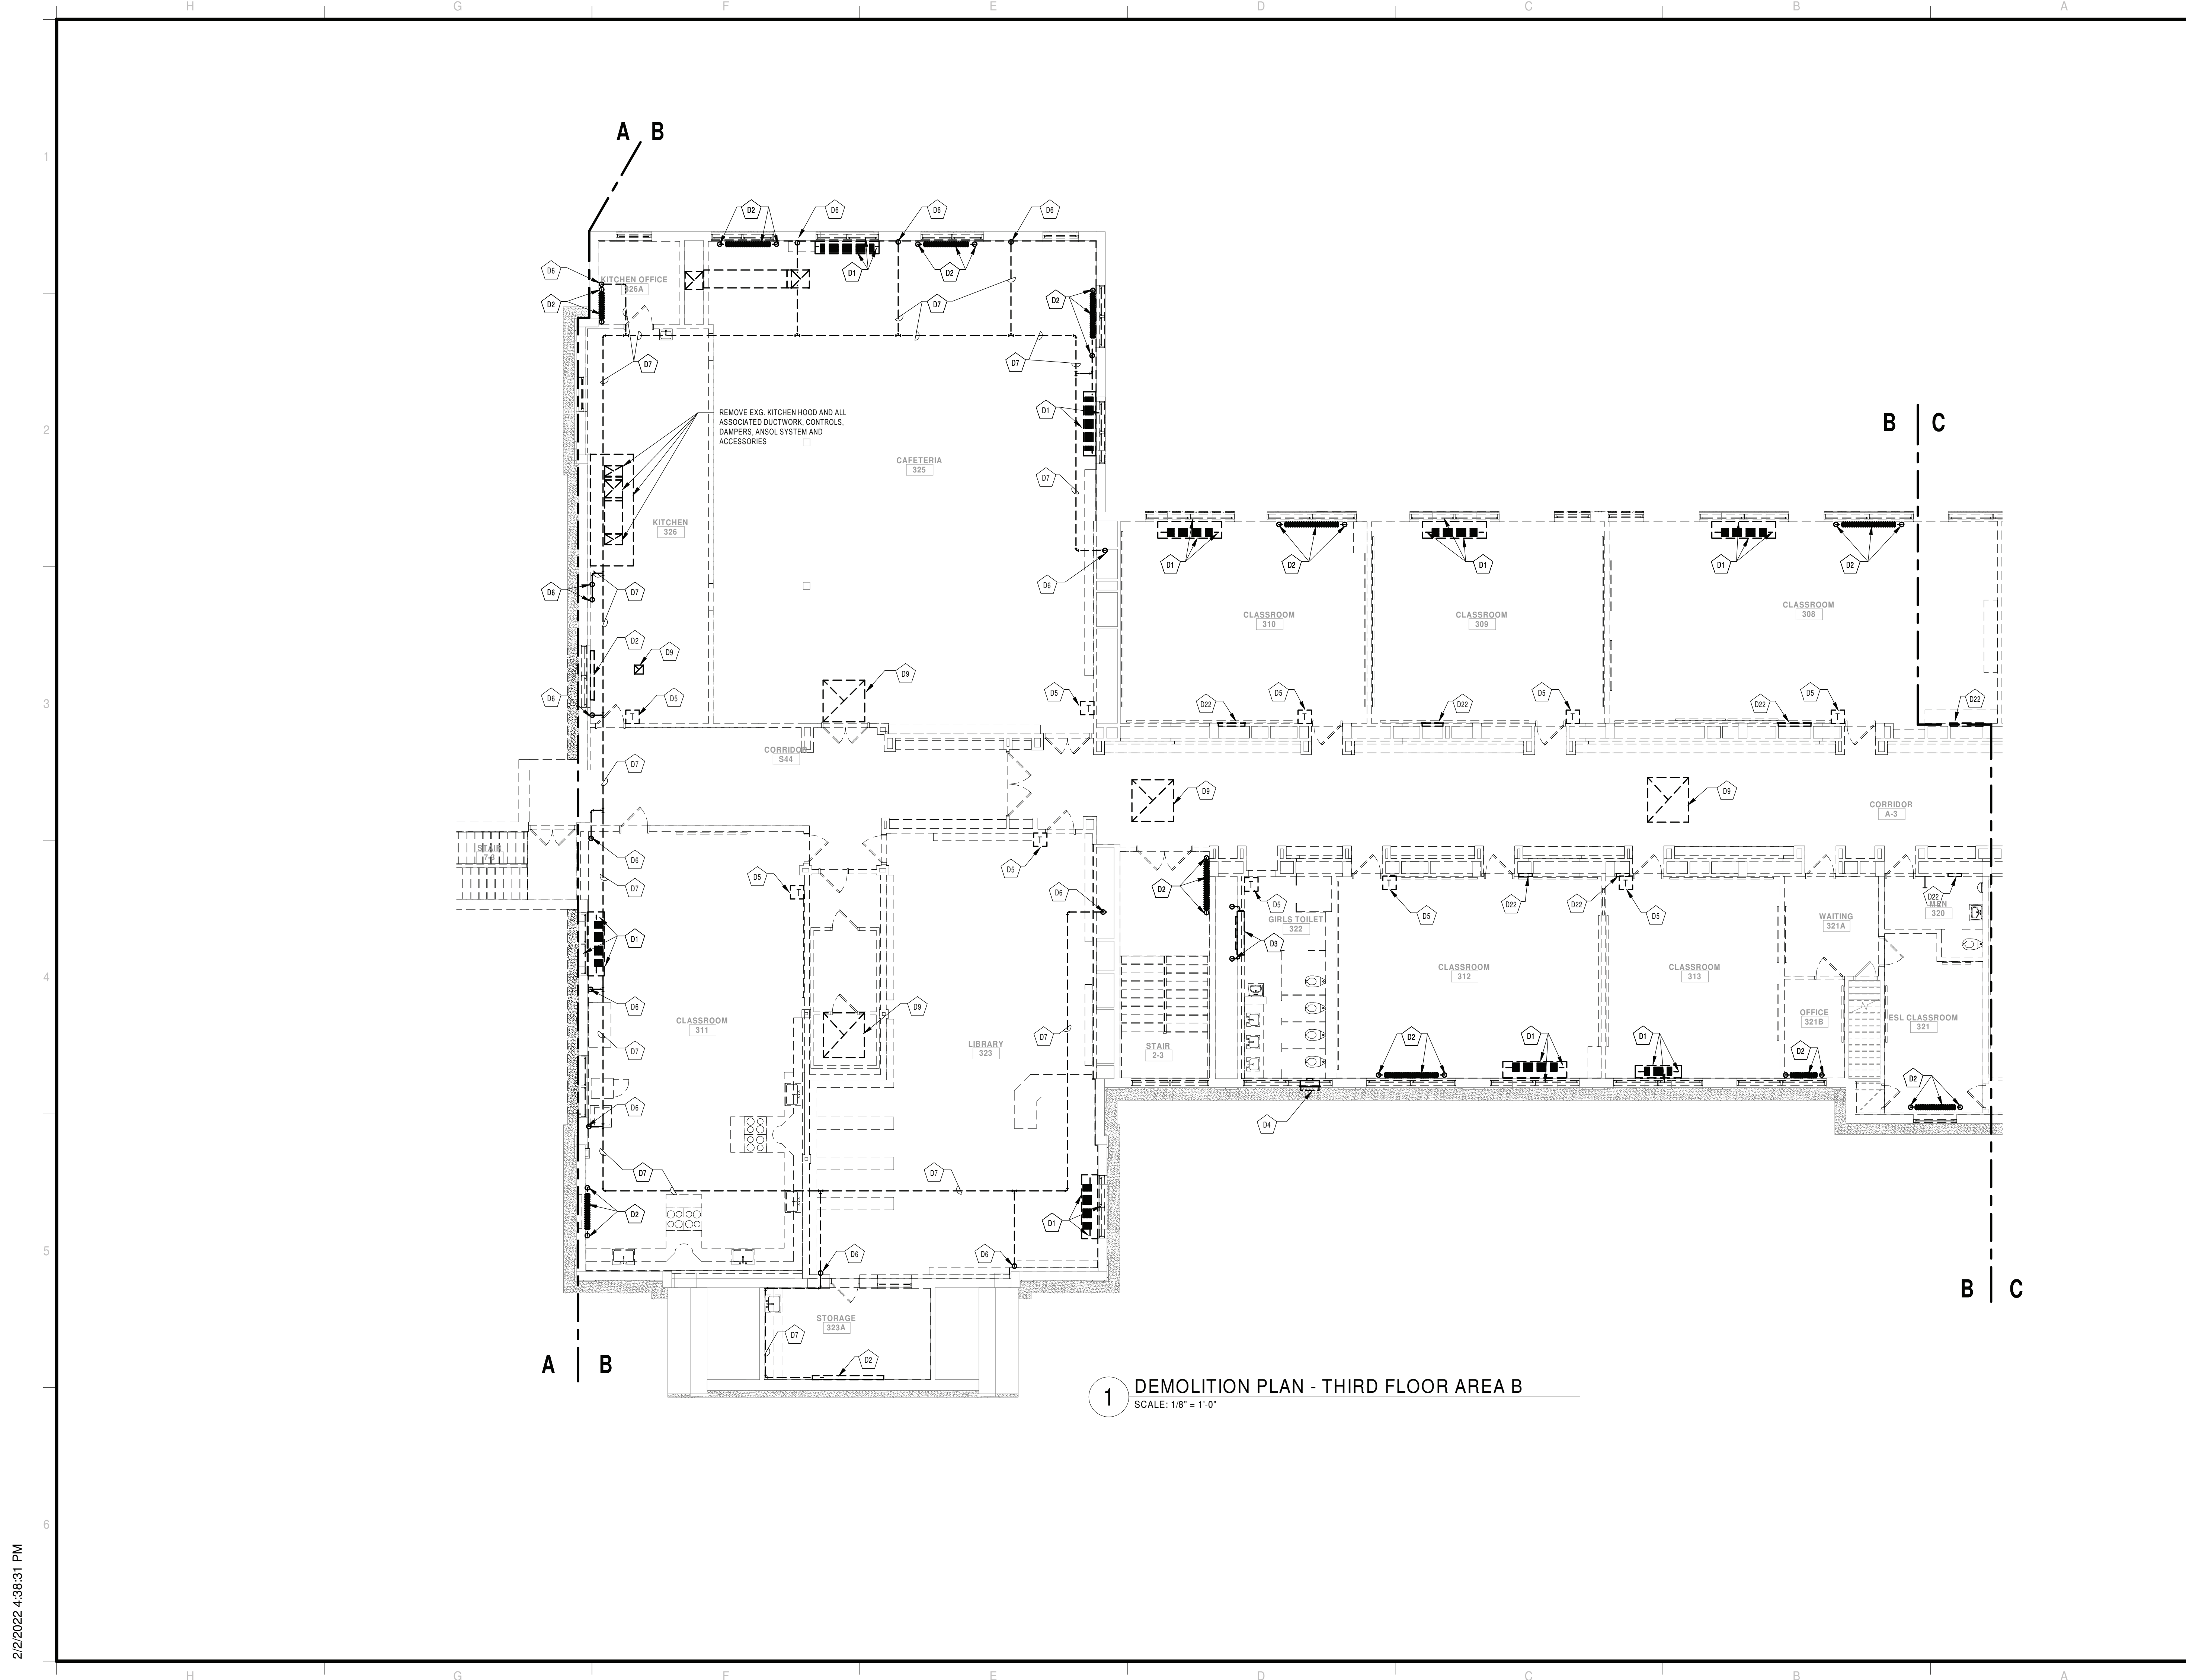 H G F E D C B A
A B
D2 D6 D6 D6
D6 D1 D2
KITCHEN OFFICE
326A
D2 D7 D2
1
D7 D7
REMOVE EXG. KITCHEN HOOD AND ALL
ASSOCIATED DUCTWORK, CONTROLS,
DAMPERS, ANSOL SYSTEM AND
ACCESSORIES
D1
B C
2
CAFETERIA
325
D7
KITCHEN
326
D1 D2 D1 D1 D2
D6 D7 D6
CLASSROOM
310
CLASSROOM
309
CLASSROOM
308
D2 D9
D9
D6 D5 D5 D22 D5 D22 D5 D22 D5 D22
T T T T T
3
CORRIDOR
S44
D7
D9 D9
CORRIDOR
A-3
STAIR
D6 D5
T
D7 D5 D6 D2 D5 D5 D22 D22 D5 D22
T T T T
GIRLS TOILET
322
WAITING
321A
MEN
320
D1 D3
4
CLASSROOM
312
CLASSROOM
313
D6 D9
CLASSROOM
311
LIBRARY
323
D7 D7
STAIR
2-3
OFFICE
321B
ESL CLASSROOM
321
D2 D1 D1 D2
D2
D6
D4
D7 D7
D2 D1
5
D6 D6
B C
STORAGE
323A
D7
A B
D2
1
DEMOLITION PLAN - THIRD FLOOR AREA B
SCALE: 1/8" = 1'-0"
6
2/2/2022 4:38:31 PM
H G F E D C B A